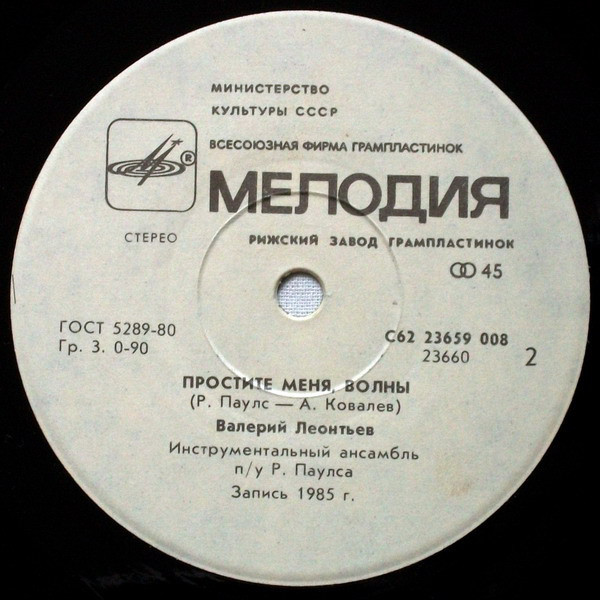 МИНИСТЕРСТВО
КУЛЬТУРЫ СССР
ВСЕСОЮЗНАЯ ФИРМА ГРАМПЛАСТИНОК
®
МЕЛОДИЯ
СТЕРЕО
РИЖСКИЙ ЗАВОД ГРАМПЛАСТИНОК
45
ГОСТ 5289-80
Гр. 3. 0-90
С62 23659 008
23660
2
ПРОСТИТЕ МЕНЯ, ВОЛНЫ
(Р. Паулс — А. Ковалев)
Валерий Леонтьев
Инструментальный ансамбль
п/у Р. Паулса
Запись 1985 г.